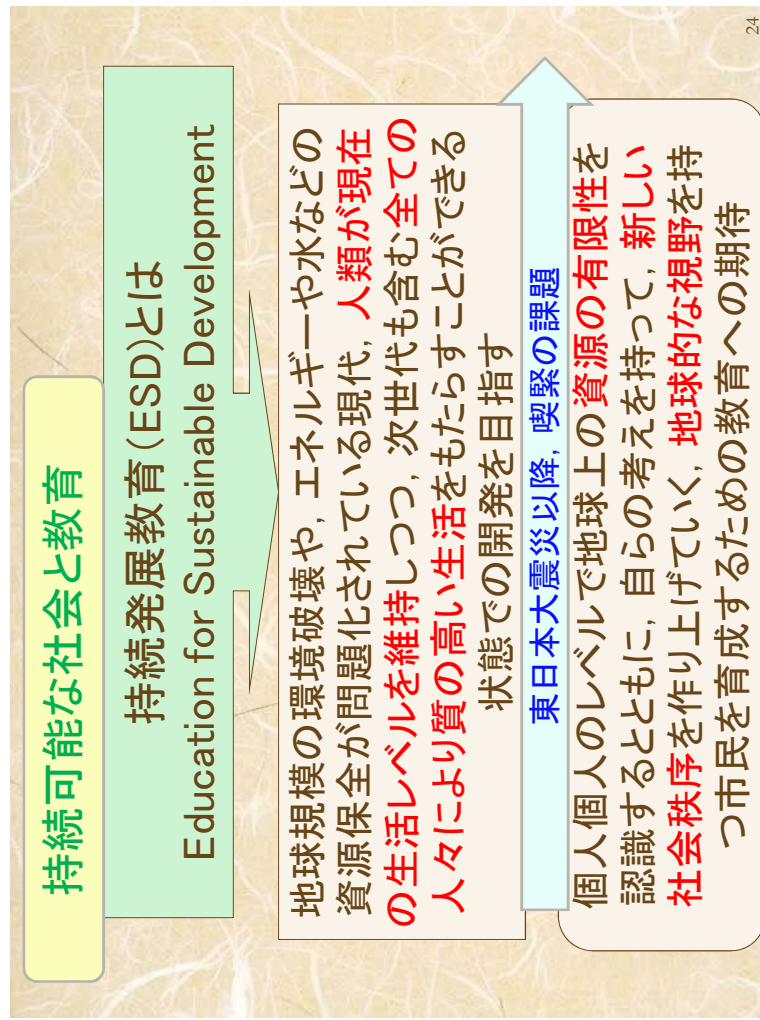 持続可能な社会と教育
持続発展教育(ESD)とは
Education for Sustainable Development
地球規模の環境破壊や，エネルギーや水などの
資源保全が問題化されている現代，人類が現在
の生活レベルを維持しつつ，次世代も含む全ての
人々により質の高い生活をもたらすことができる
状態での開発を目指す
東日本大震災以降，喫緊の課題
個人個人のレベルで地球上の資源の有限性を
認識するとともに，自らの考えを持って，新しい
社会秩序を作り上げていく，地球的な視野を持
つ市民を育成するための教育への期待
24